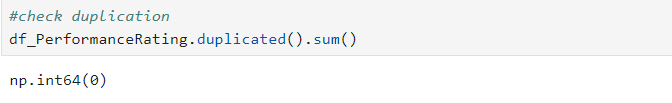 #check duplication
df_PerformanceRating.duplicated().sum()
np.int64(0)